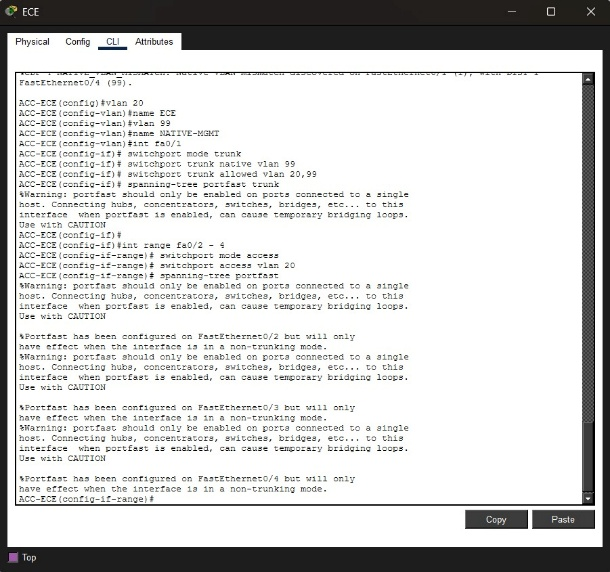 ECE
Physical Config CLI Attributes
FastEthernet0/4 (99).
ACC-ECE(config)#vlan 20
ACC-ECE(config-vlan)#name ECE
ACC-ECE(config-vlan)#vlan 99
ACC-ECE(config-vlan)#name NATIVE-MGMT
ACC-ECE(config-vlan)#int fa0/1
ACC-ECE(config-if)# switchport mode trunk
ACC-ECE(config-if)# switchport trunk native vlan 99
ACC-ECE(config-if)# switchport trunk allowed vlan 20,99
ACC-ECE(config-if)# spanning-tree portfast trunk
%Warning: portfast should only be enabled on ports connected to a single
host. Connecting hubs, concentrators, switches, bridges, etc... to this
interface when portfast is enabled, can cause temporary bridging loops.
Use with CAUTION
ACC-ECE(config-if)#
ACC-ECE(config-if)#int range fa0/2 - 4
ACC-ECE(config-if-range)# switchport mode access
ACC-ECE(config-if-range)# switchport access vlan 20
ACC-ECE(config-if-range)# spanning-tree portfast
%Warning: portfast should only be enabled on ports connected to a single
host. Connecting hubs, concentrators, switches, bridges, etc... to this
interface when portfast is enabled, can cause temporary bridging loops.
Use with CAUTION
%Portfast has been configured on FastEthernet0/2 but will only
have effect when the interface is in a non-trunking mode.
%Warning: portfast should only be enabled on ports connected to a single
host. Connecting hubs, concentrators, switches, bridges, etc... to this
interface when portfast is enabled, can cause temporary bridging loops.
Use with CAUTION
%Portfast has been configured on FastEthernet0/3 but will only
have effect when the interface is in a non-trunking mode.
%Warning: portfast should only be enabled on ports connected to a single
host. Connecting hubs, concentrators, switches, bridges, etc... to this
interface when portfast is enabled, can cause temporary bridging loops.
Use with CAUTION
%Portfast has been configured on FastEthernet0/4 but will only
have effect when the interface is in a non-trunking mode.
ACC-ECE(config-if-range)#
Copy Paste
Top